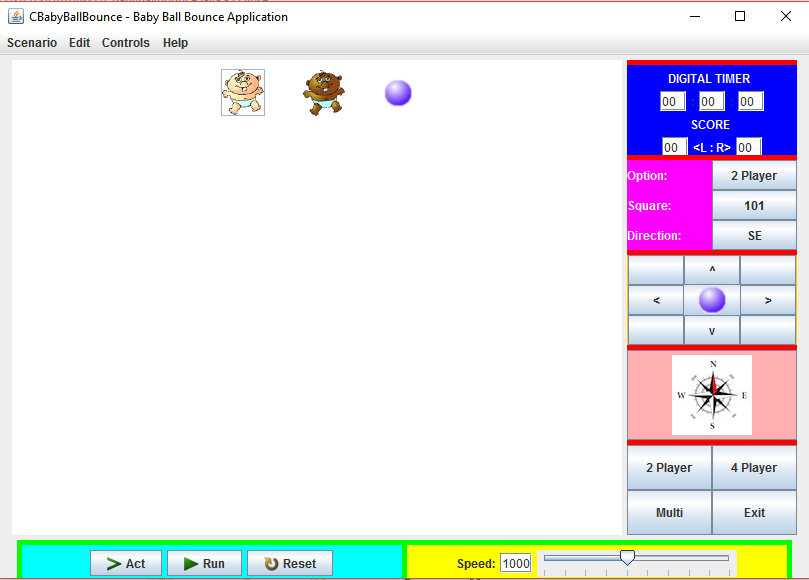 CBabyBallBounce - Baby Ball Bounce Application
Scenario Edit Controls Help
DIGITAL TIMER
00 : 00 : 00
SCORE
00 <L : R> 00
Option: 2 Player
Square: 101
Direction: SE
^
< >
v
N
W E
S
2 Player 4 Player
Multi Exit
Act Run Reset Speed: 1000